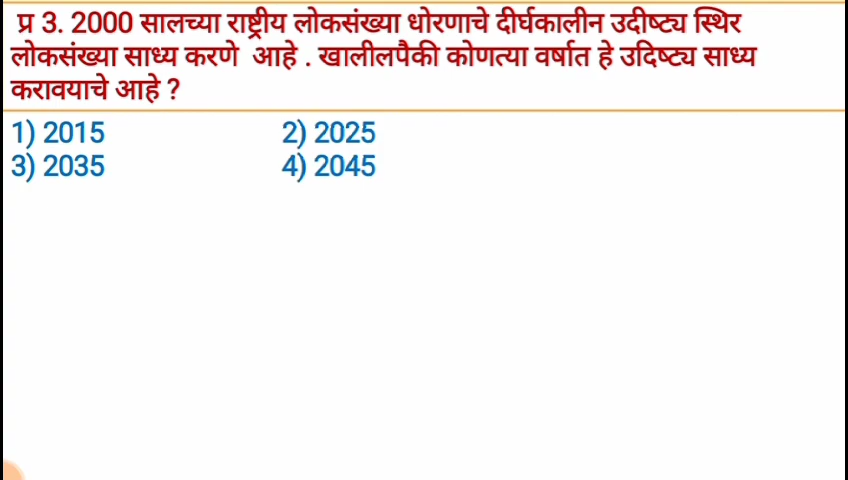 प्र 3. 2000 सालच्या राष्ट्रीय लोकसंख्या धोरणाचे दीर्घकालीन उदीष्ट्य स्थिर
लोकसंख्या साध्य करणे आहे . खालीलपैकी कोणत्या वर्षात हे उदिष्ट्य साध्य
करावयाचे आहे ?
1) 2015 2) 2025
3) 2035 4) 2045